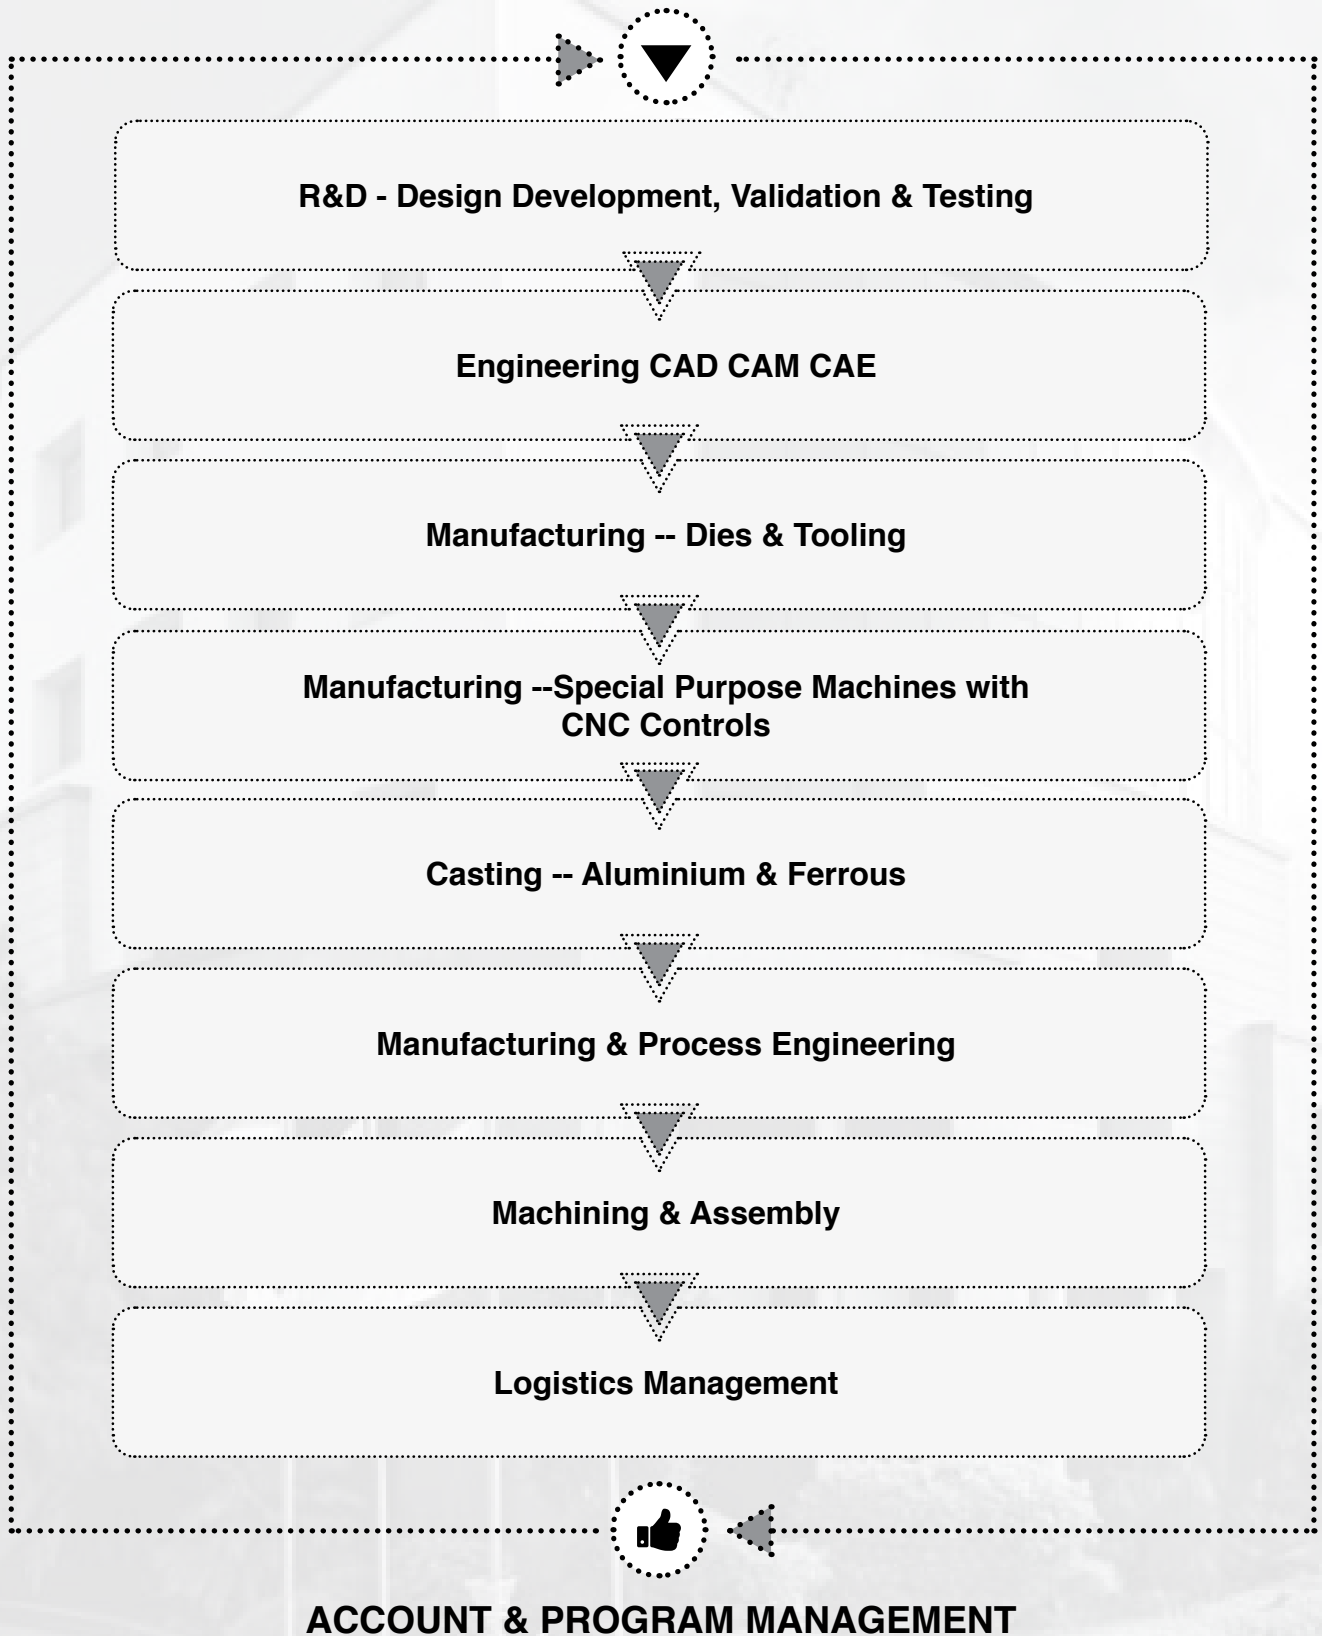 R&D - Design Development, Validation & Testing
Engineering CAD CAM CAE
Manufacturing -- Dies & Tooling
Manufacturing --Special Purpose Machines with
CNC Controls
Casting -- Aluminium & Ferrous
Manufacturing & Process Engineering
Machining & Assembly
Logistics Management
ACCOUNT & PROGRAM MANAGEMENT